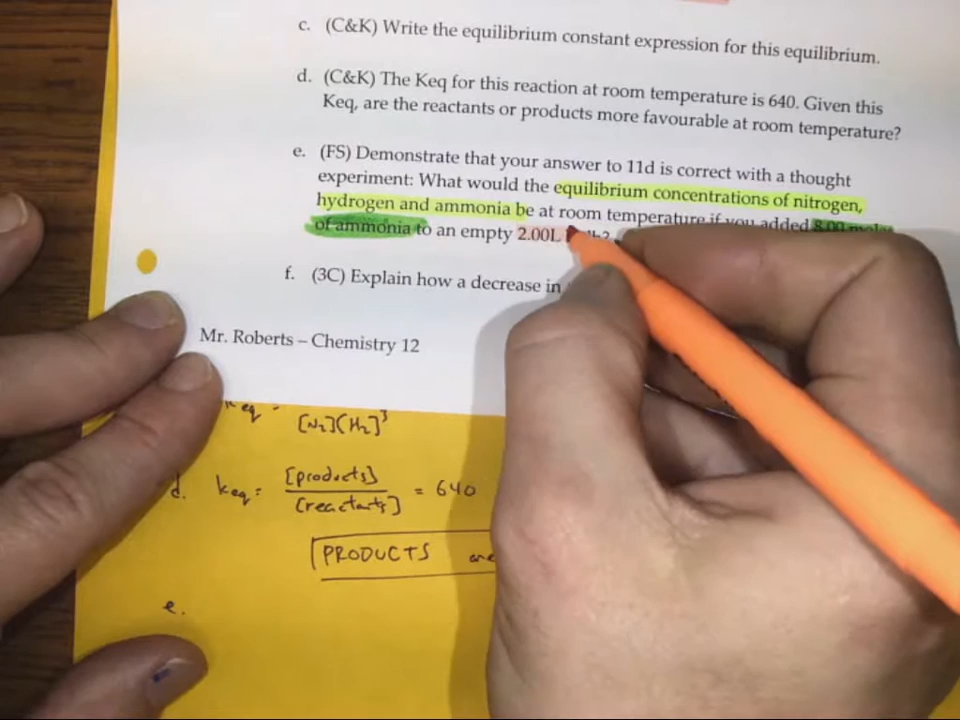 c. (C&K) Write the equilibrium constant expression for this equilibrium.
d. (C&K) The Keq for this reaction at room temperature is 640. Given this
Keq, are the reactants or products more favourable at room temperature?
e. (FS) Demonstrate that your answer to 11d is correct with a thought
experiment: What would the equilibrium concentrations of nitrogen,
hydrogen and ammonia be at room temperature if you added 8.00 moles
of ammonia to an empty 2.00L
f. (3C) Explain how a decrease in
Mr. Roberts – Chemistry 12
[N₂](H₂]³
d. Keq = [products] = 640
[reactants]
PRODUCTS are
e.